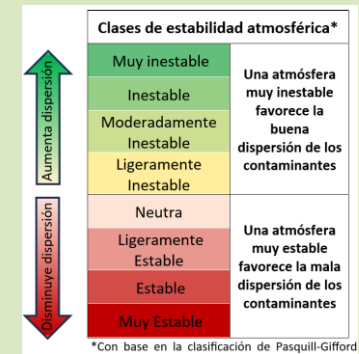 Clases de estabilidad atmosférica*
Aumenta dispersión
Muy inestable
Inestable
Moderadamente
Inestable
Ligeramente
Inestable
Una atmósfera
muy inestable
favorece la
buena
dispersión de los
contaminantes
Disminuye dispersión
Neutra
Ligeramente
Estable
Estable
Muy Estable
Una atmósfera
muy estable
favorece la mala
dispersión de los
contaminantes
*Con base en la clasificación de Pasquill-Gifford